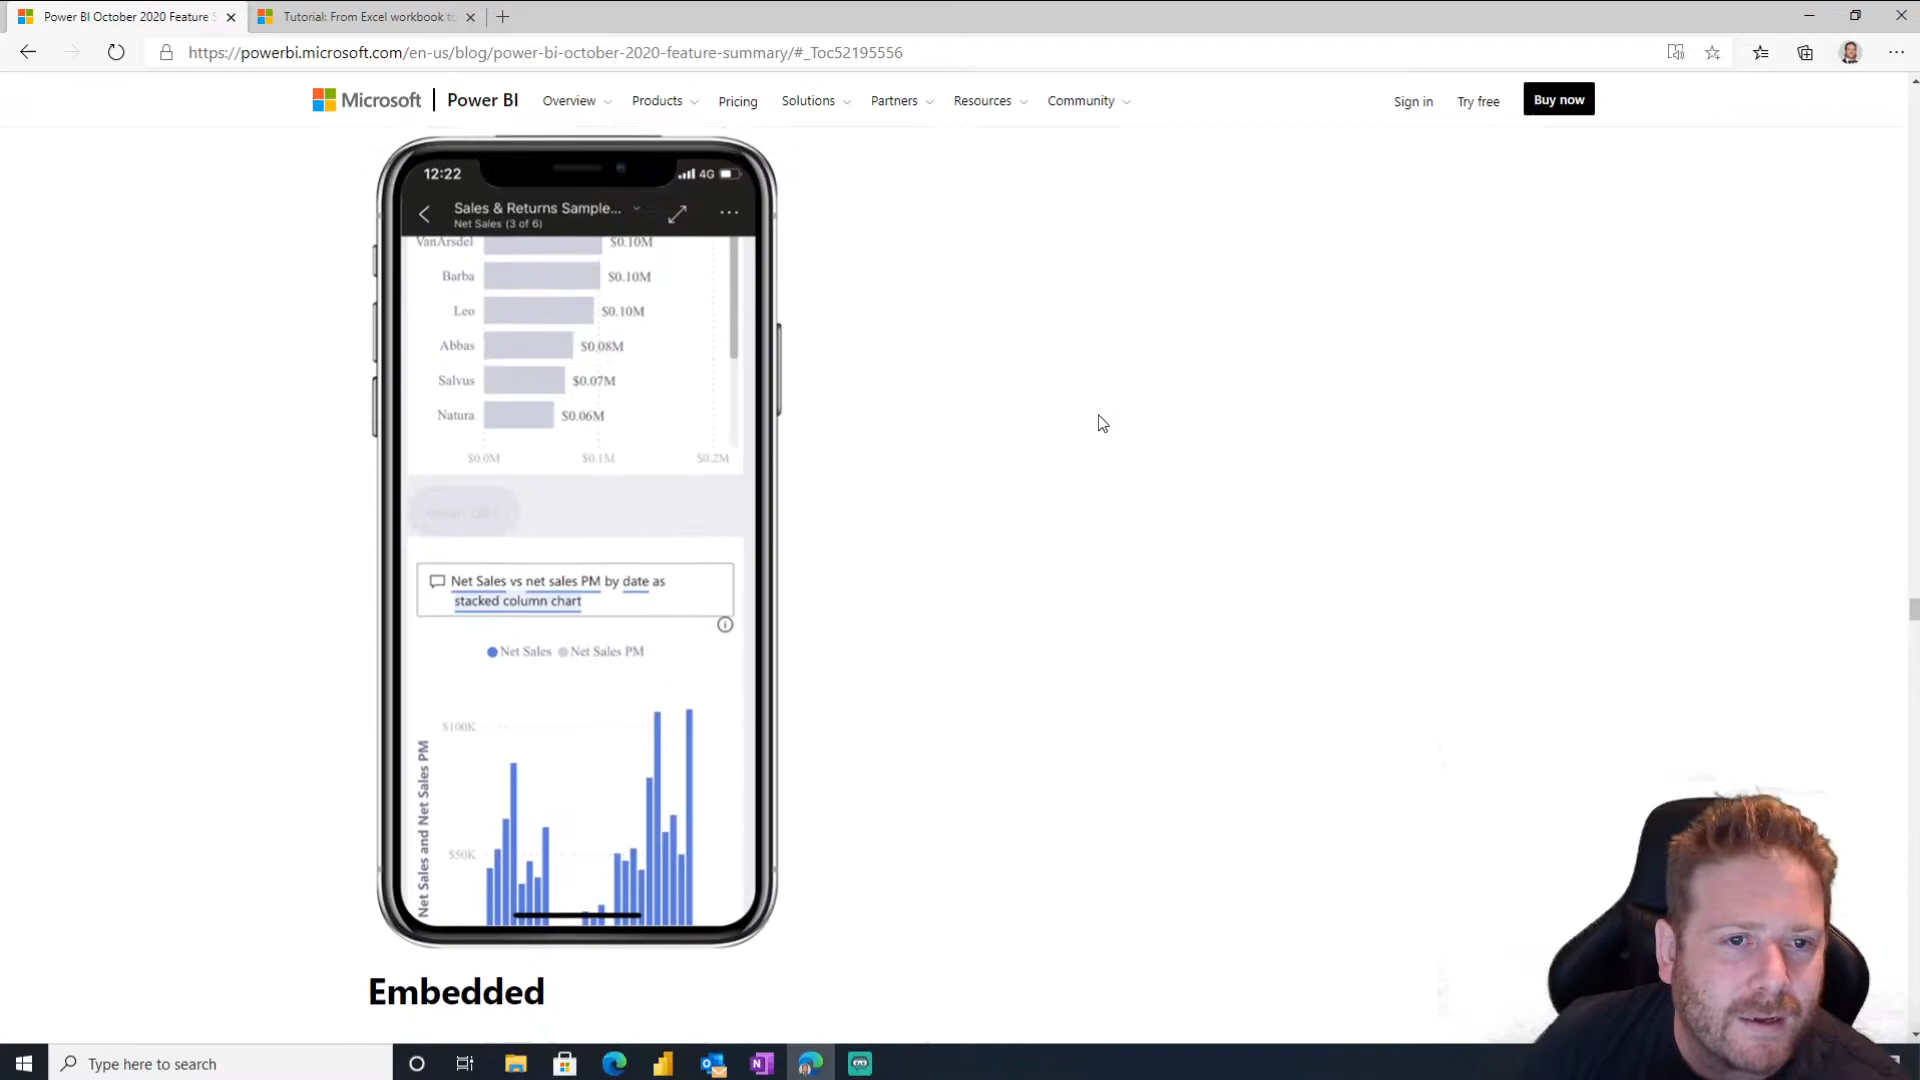 Power BI October 2020 Feature S
Tutorial: From Excel workbook to
https://powerbi.microsoft.com/en-us/blog/power-bi-october-2020-feature-summary/#_Toc52195556
Microsoft Power BI Overview Products Pricing Solutions Partners Resources Community Sign in Try free Buy now
12:22 4G
Sales & Returns Sample...
Net Sales (3 of 6)
VanArsdel $0.10M
Barba $0.10M
Leo $0.10M
Abbas $0.08M
Salvus $0.07M
Natura $0.06M
$0.0M $0.1M $0.2M
Net Sales vs net sales PM by date as
stacked column chart
Net Sales Net Sales PM
$100K
$50K
Net Sales and Net Sales PM
Embedded
Type here to search